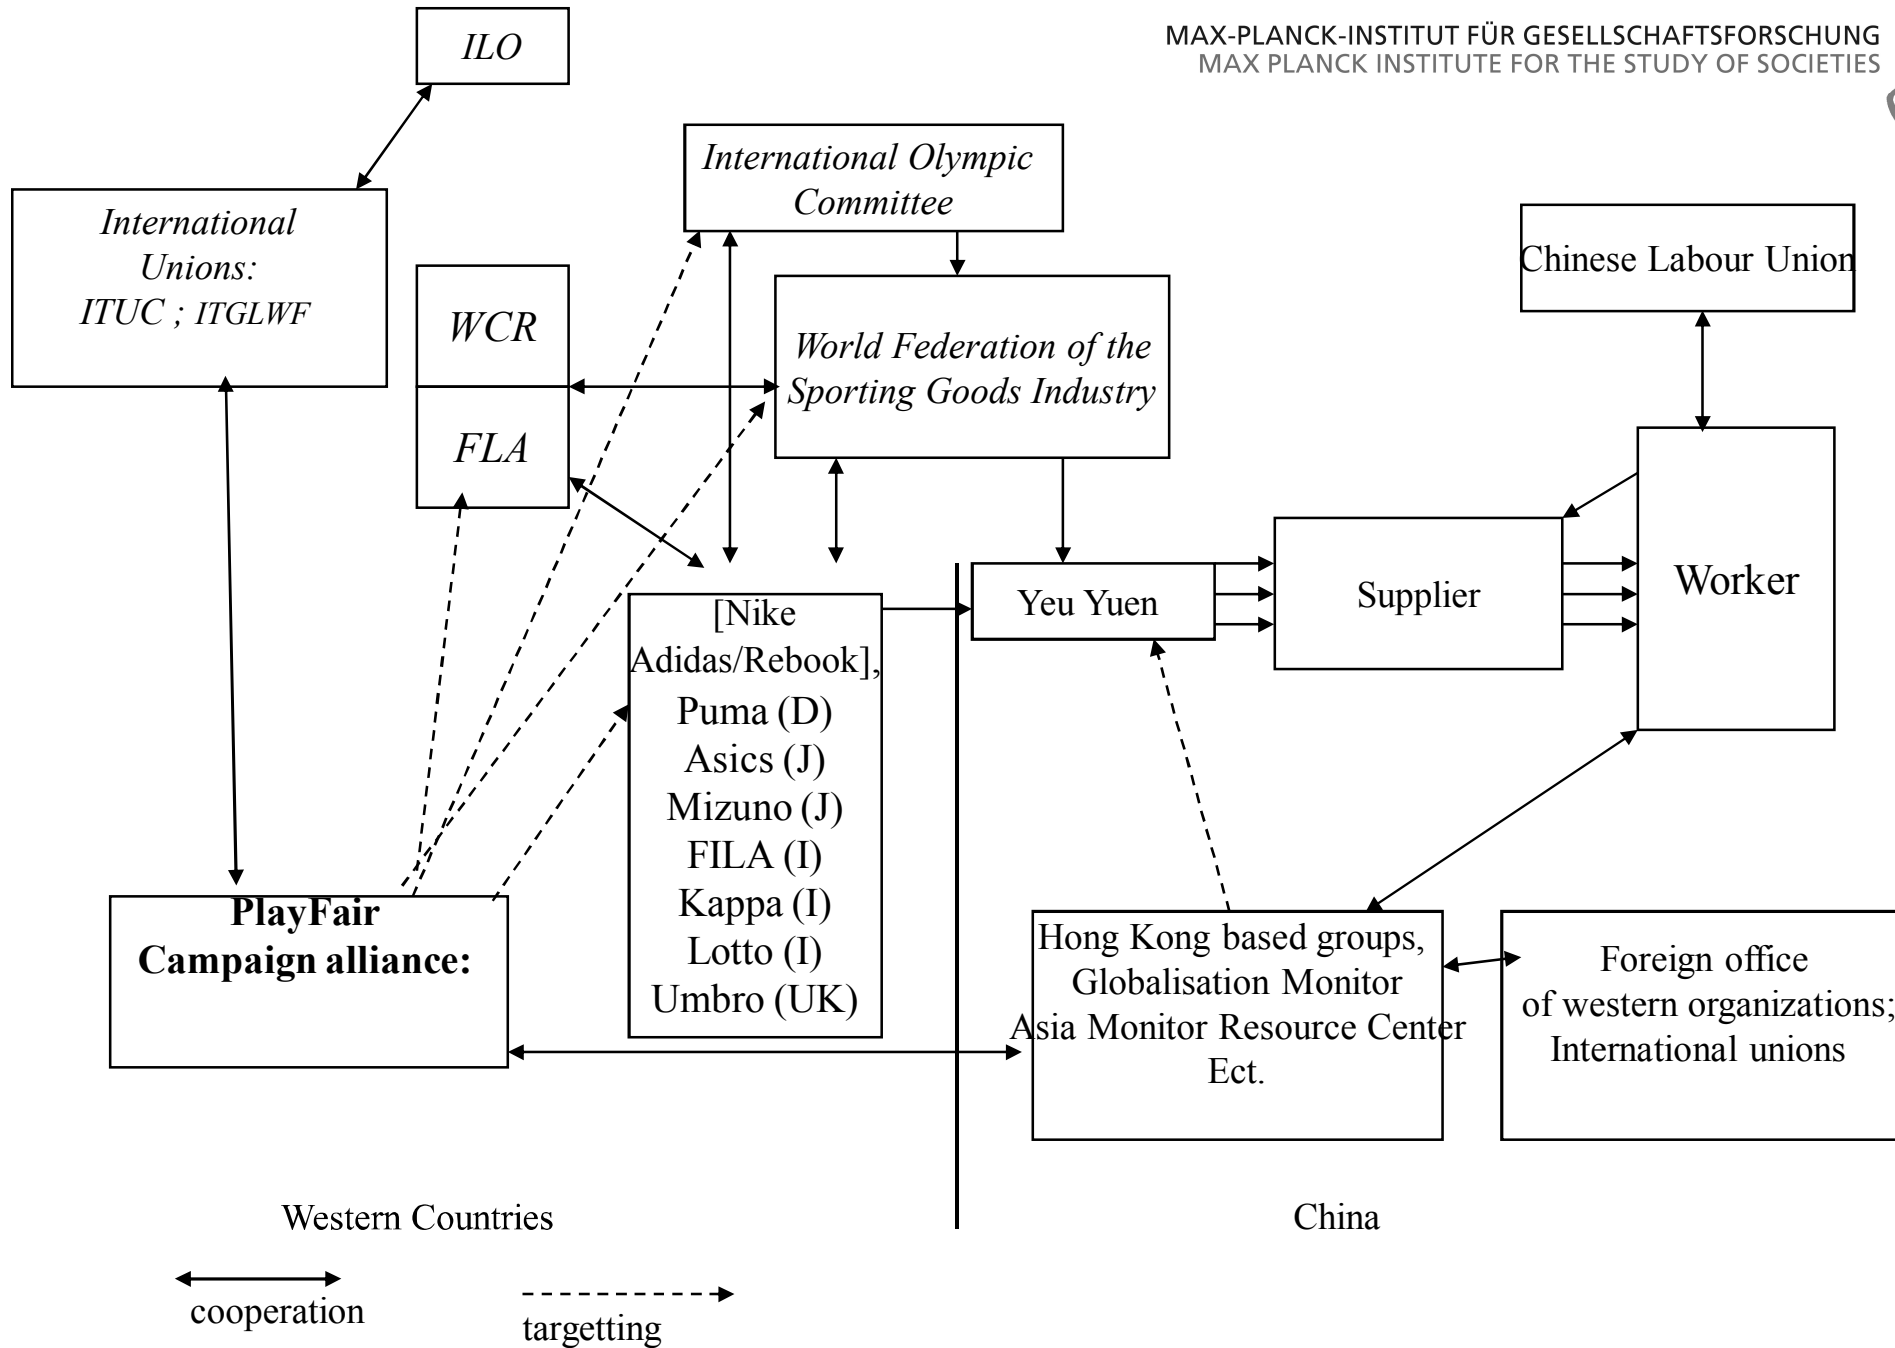 MAX-PLANCK-INSTITUT FÜR GESELLSCHAFTSFORSCHUNG
MAX PLANCK INSTITUTE FOR THE STUDY OF SOCIETIES
ILO
International Olympic
Committee
International
Unions:
ITUC ; ITGLWF
WCR
FLA
World Federation of the
Sporting Goods Industry
Chinese Labour Union
Worker
Supplier
Yeu Yuen
[Nike
Adidas/Rebook],
Puma (D)
Asics (J)
Mizuno (J)
FILA (I)
Kappa (I)
Lotto (I)
Umbro (UK)
PlayFair
Campaign alliance:
Hong Kong based groups,
Globalisation Monitor
Asia Monitor Resource Center
Ect.
Foreign office
of western organizations;
International unions
Western Countries
China
cooperation
targetting